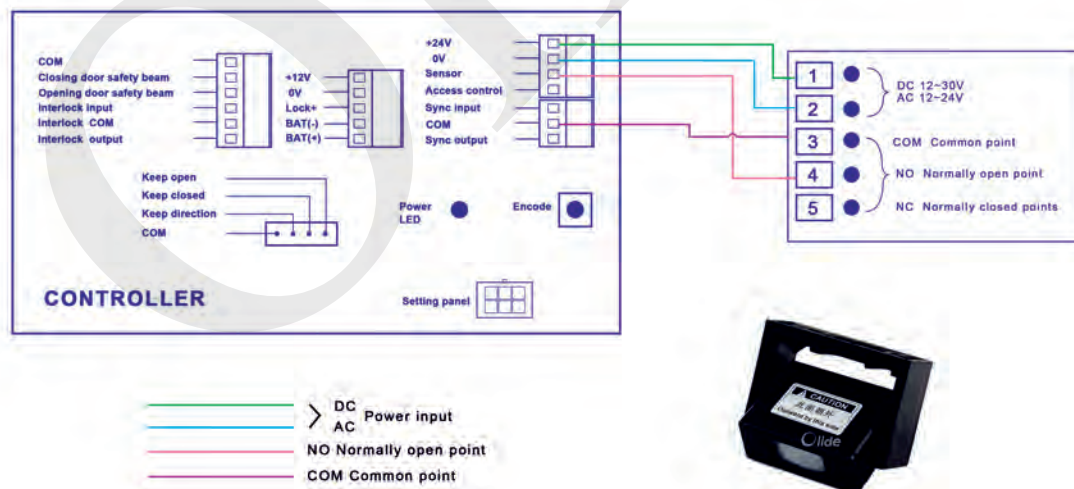 COM
Closing door safety beam
Opening door safety beam
Interlock input
Interlock COM
Interlock output
+12V
0V
Lock+
BAT(-)
BAT(+)
+24V
0V
Sensor
Access control
Sync input
COM
Sync output
Keep open
Keep closed
Keep direction
COM
Power
LED
Encode
CONTROLLER
Setting panel
1
2
3
4
5
DC 12~30V
AC 12~24V
COM Common point
NO Normally open point
NC Normally closed points
DC
AC
Power input
NO Normally open point
COM Common point
CAUTION
Olide